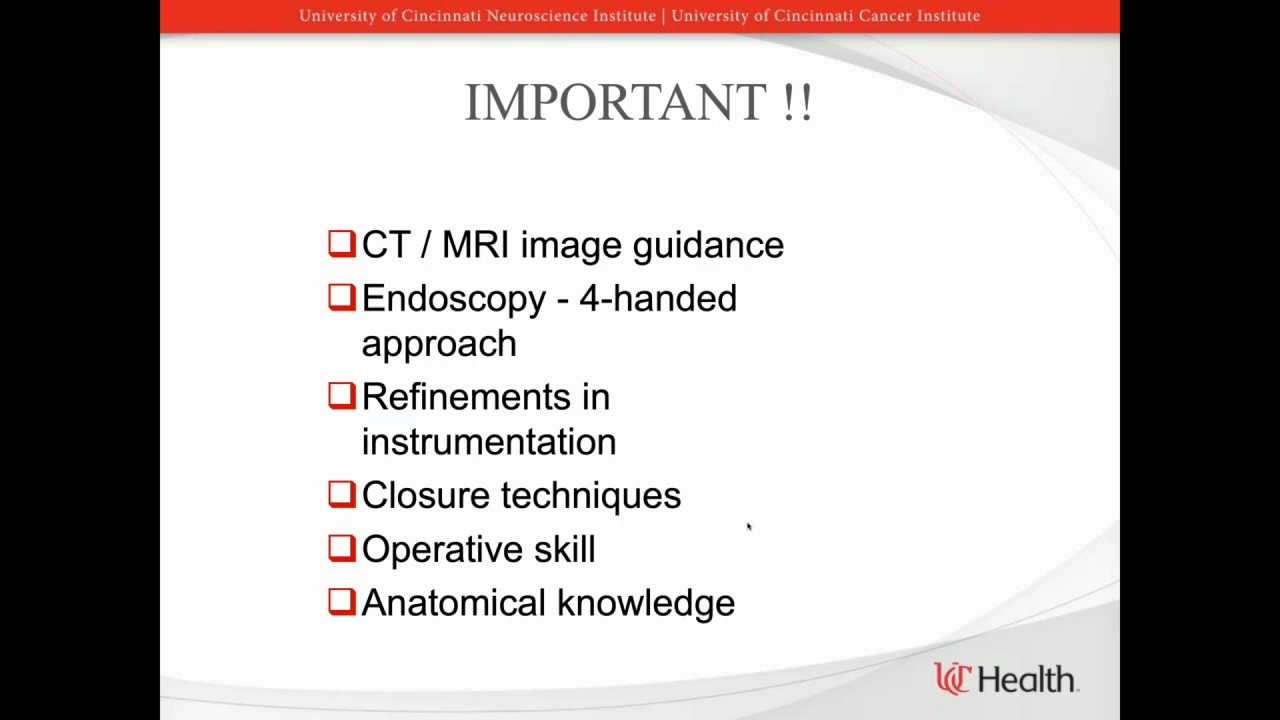 University of Cincinnati Neuroscience Institute | University of Cincinnati Cancer Institute
IMPORTANT !!
CT / MRI image guidance
Endoscopy - 4-handed
approach
Refinements in
instrumentation
Closure techniques
Operative skill
Anatomical knowledge
UC Health.